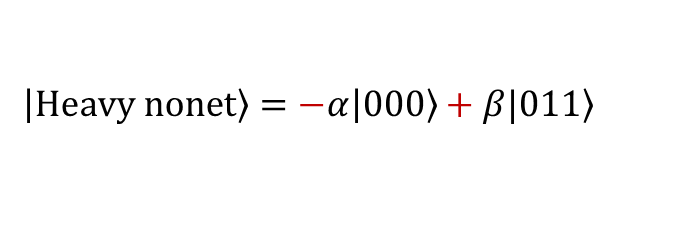 |Heavy nonet⟩ = −α|000⟩ + β|011⟩